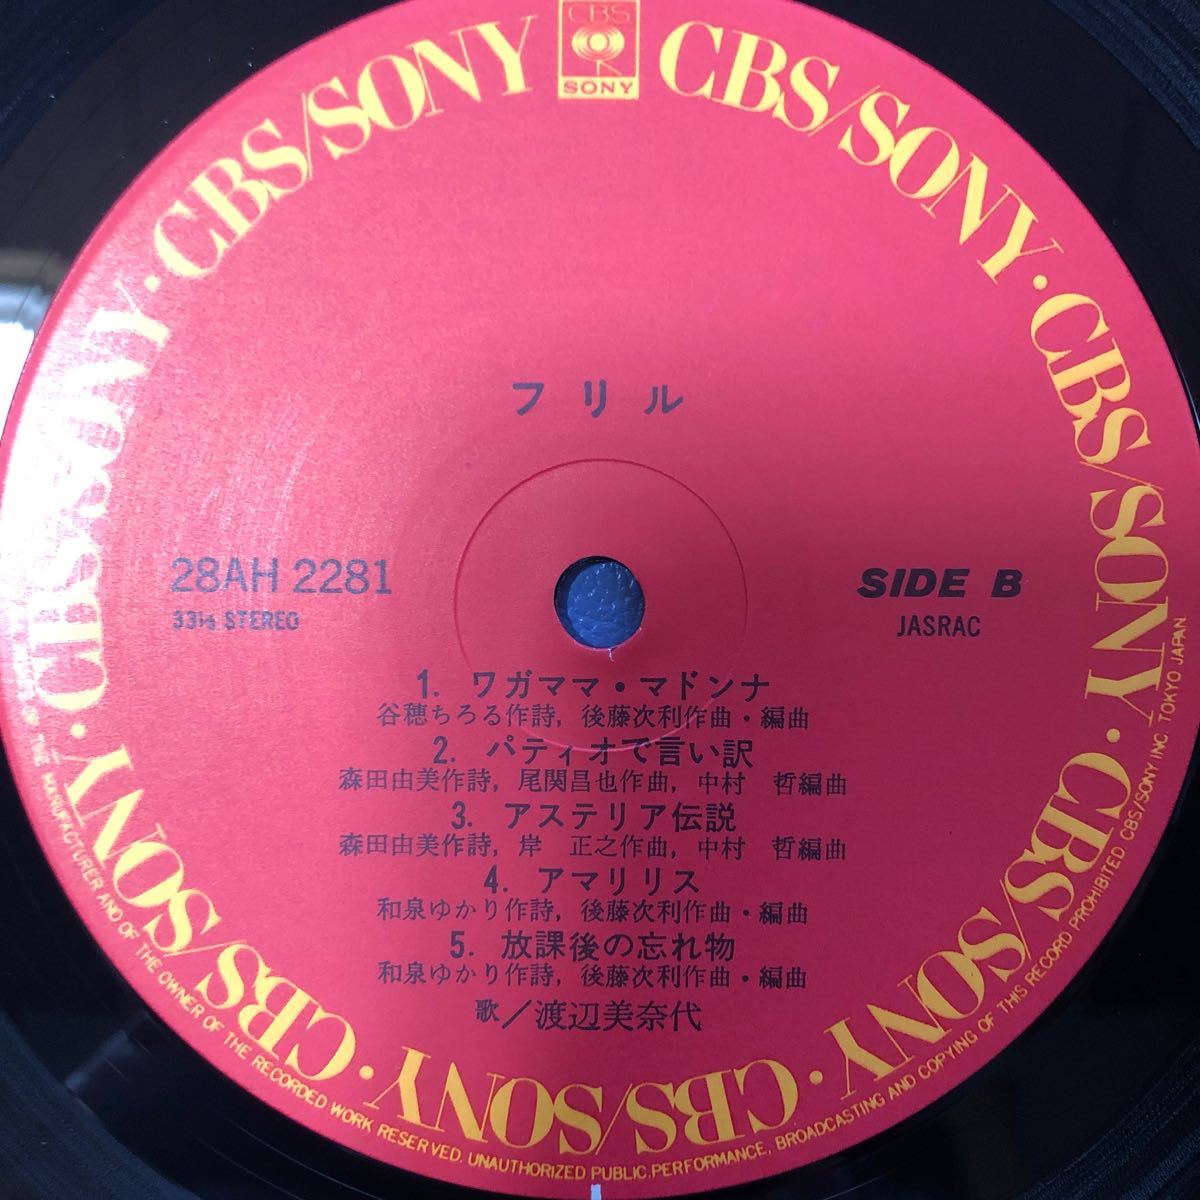 CBS
SONY
CBS/SONY · CBS/SONY · CBS/SONY · CBS/SONY · CBS/SONY · CBS/SONY · CBS/SONY · CBS/SONY
フリル
28AH 2281
33⅓ STEREO
SIDE B
JASRAC
1. ワガママ・マドンナ
谷穂ちろる作詩, 後藤次利作曲・編曲
2. パティオで言い訳
森田由美作詩, 尾関昌也作曲, 中村 哲編曲
3. アステリア伝説
森田由美作詩, 岸 正之作曲, 中村 哲編曲
4. アマリリス
和泉ゆかり作詩, 後藤次利作曲・編曲
5. 放課後の忘れ物
和泉ゆかり作詩, 後藤次利作曲・編曲
歌／渡辺美奈代
THE MANUFACTURER AND OF THE OWNER OF THE RECORDED WORK RESERVED. UNAUTHORIZED PUBLIC. PERFORMANCE, BROADCASTING AND COPYING OF THIS RECORD PROHIBITED. CBS/SONY INC. TOKYO JAPAN